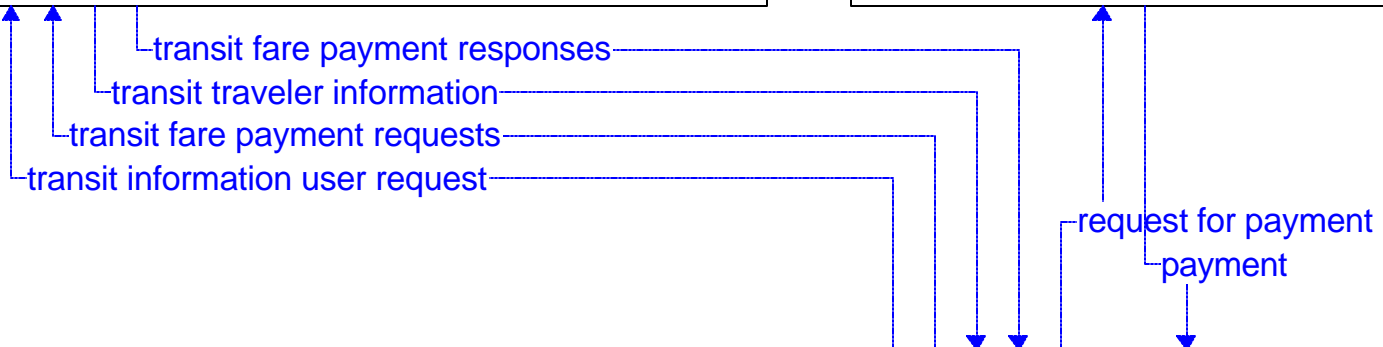 transit fare payment responses
transit traveler information
transit fare payment requests
transit information user request
request for payment
payment